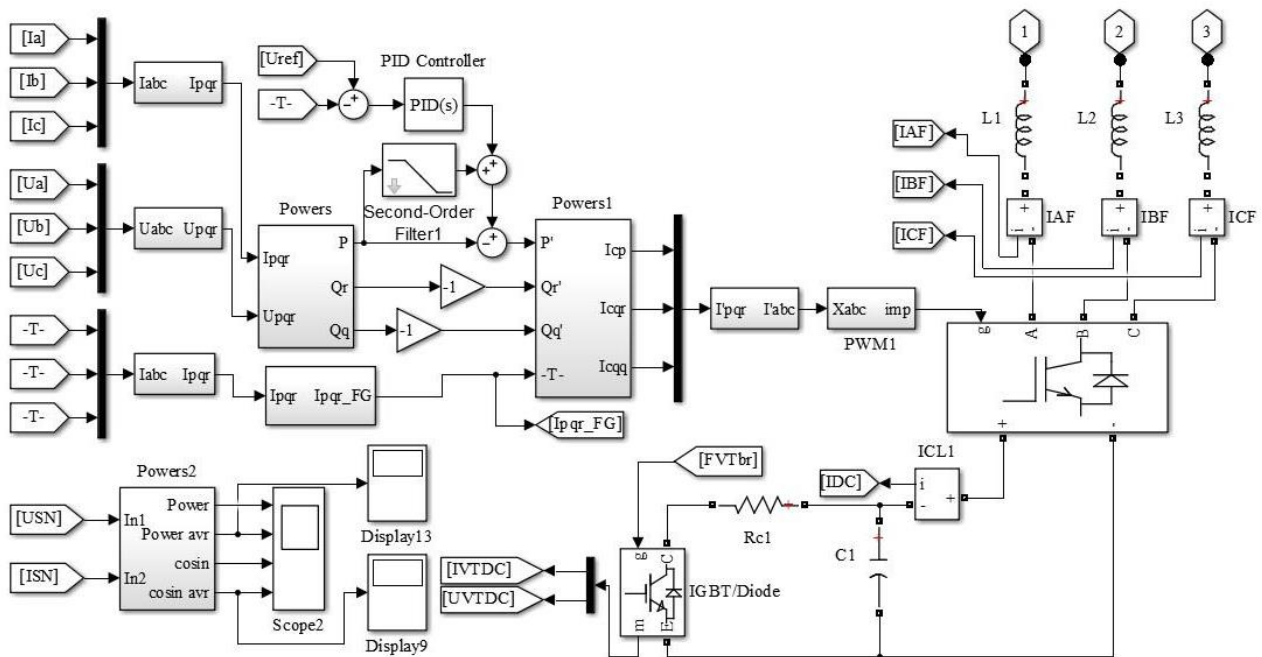 [Ia]
[Ib]
[Ic]
Iabc Ipqr
[Uref]
-T-
PID Controller
PID(s)
Second-Order
Filter1
[Ua]
[Ub]
[Uc]
Uabc Upqr
Powers
Ipqr
Upqr
P
Qr
Qq
-1
-1
Powers1
P'
Qr'
Qq'
-T-
Icp
Icqr
Icqq
-T-
-T-
-T-
Iabc Ipqr
Ipqr Ipqr_FG
[Ipqr_FG]
I'pqr I'abc
Xabc imp
PWM1
1
2
3
L1
L2
L3
[IAF]
[IBF]
[ICF]
+
i -
IAF
+
i -
IBF
+
i -
ICF
g A B C
+ -
ICL1
i
- +
[IDC]
[FVTbr]
Rc1
C1
g C
m E
IGBT/Diode
[IVTDC]
[UVTDC]
Powers2
[USN]
[ISN]
In1
In2
Power
Power avr
cosin
cosin avr
Scope2
Display13
Display9